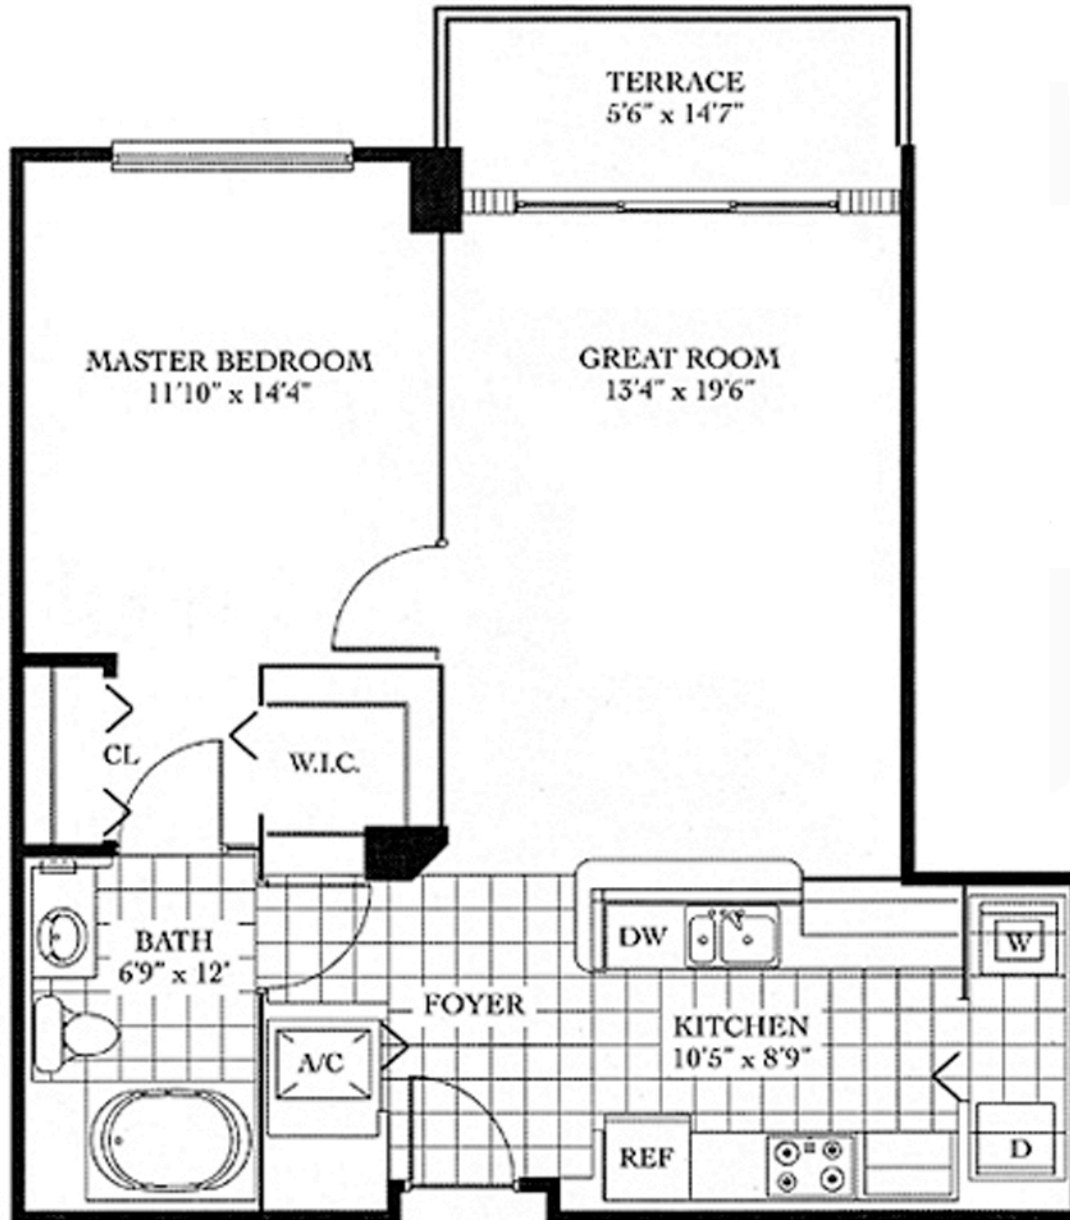 TERRACE
5'6" x 14'7"
MASTER BEDROOM
11'10" x 14'4"
GREAT ROOM
13'4" x 19'6"
CL
W.I.C.
BATH
6'9" x 12'
DW
W
FOYER
KITCHEN
10'5" x 8'9"
A/C
REF
D